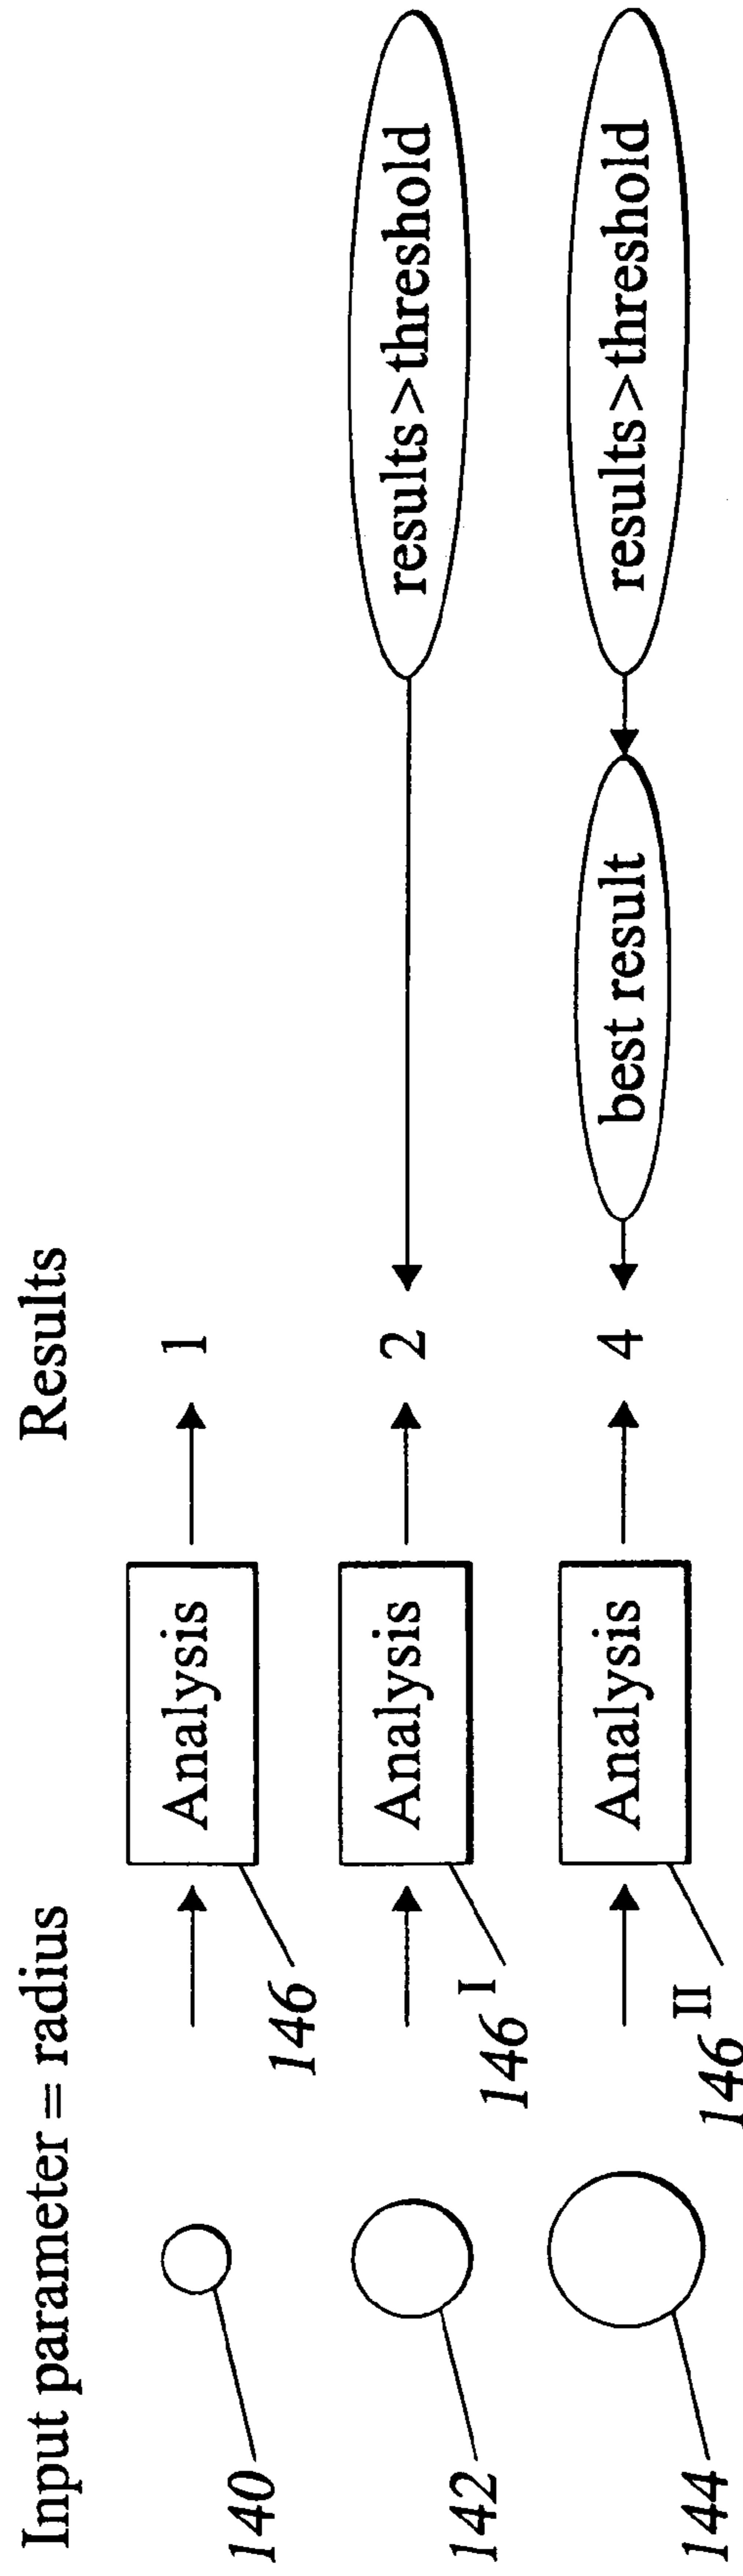 Input parameter = radius
Results
140
146
Analysis
1
142
146 I
Analysis
2
results>threshold
144
146 II
Analysis
4
best result
results>threshold